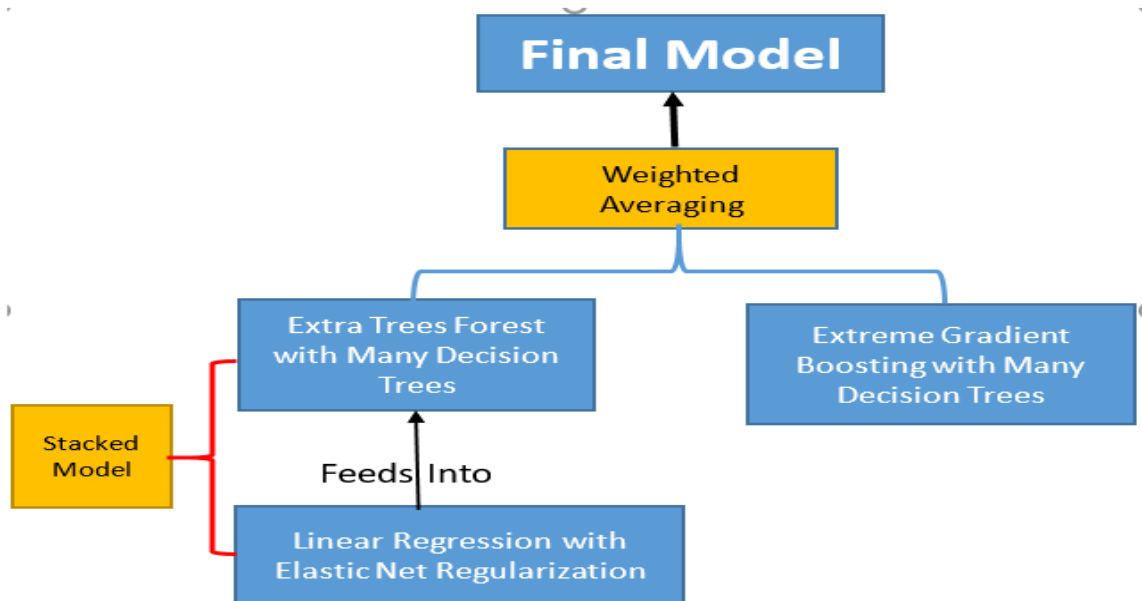 Final Model
Weighted
Averaging
Extra Trees Forest
with Many Decision
Trees
Extreme Gradient
Boosting with Many
Decision Trees
Stacked
Model
Feeds Into
Linear Regression with
Elastic Net Regularization